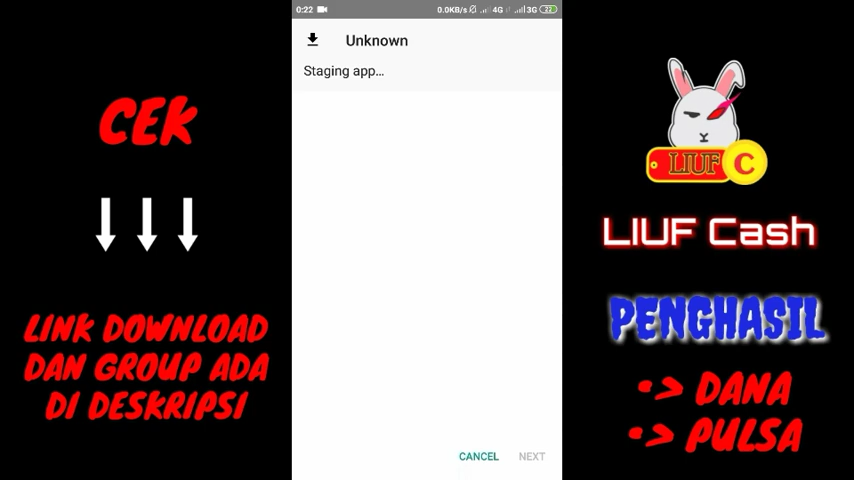 CEK
LINK DOWNLOAD
DAN GROUP ADA
DI DESKRIPSI
0:22
0.0KB/s
4G
3G
22
Unknown
Staging app...
CANCEL
NEXT
LIUF C
LIUF Cash
PENGHASIL
•> DANA
•> PULSA